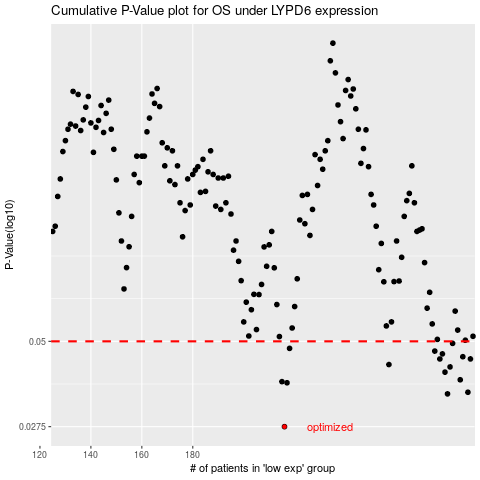 Cumulative P-Value plot for OS under LYPD6 expression
P-Value(log10)
0.05
0.0275
optimized
120 140 160 180
# of patients in 'low exp' group